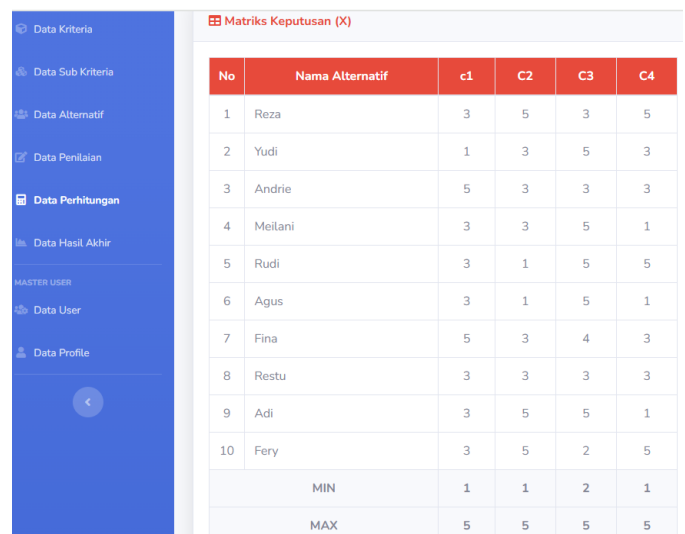 Data Kriteria
Data Sub Kriteria
Data Alternatif
Data Penilaian
Data Perhitungan
Data Hasil Akhir
MASTER USER
Data User
Data Profile
Matriks Keputusan (X)
No Nama Alternatif c1 C2 C3 C4
1 Reza 3 5 3 5
2 Yudi 1 3 5 3
3 Andrie 5 3 3 3
4 Meilani 3 3 5 1
5 Rudi 3 1 5 5
6 Agus 3 1 5 1
7 Fina 5 3 4 3
8 Restu 3 3 3 3
9 Adi 3 5 5 1
10 Fery 3 5 2 5
MIN 1 1 2 1
MAX 5 5 5 5